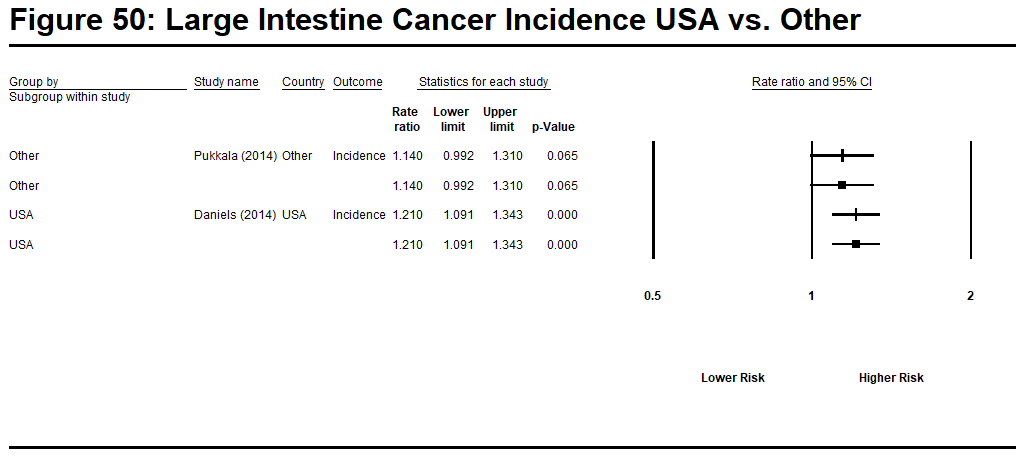 Figure 50: Large Intestine Cancer Incidence USA vs. Other
Group by Study name Country Outcome Statistics for each study Rate ratio and 95% CI
Subgroup within study
Rate Lower Upper
ratio limit limit p-Value
Other Pukkala (2014) Other Incidence 1.140 0.992 1.310 0.065
Other 1.140 0.992 1.310 0.065
USA Daniels (2014) USA Incidence 1.210 1.091 1.343 0.000
USA 1.210 1.091 1.343 0.000
0.5 1 2
Lower Risk Higher Risk